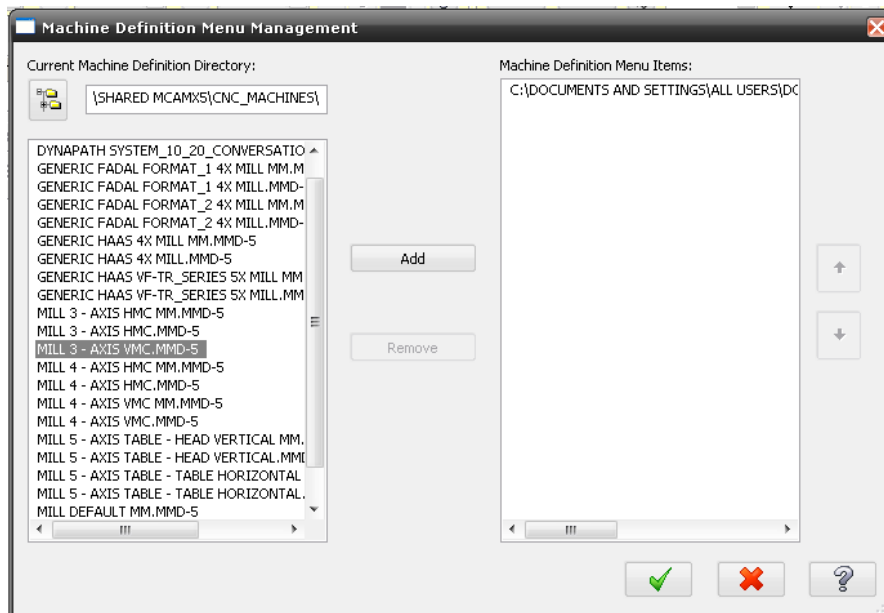 Machine Definition Menu Management
Current Machine Definition Directory:
\SHARED MCAMX5\CNC_MACHINES\
DYNAPATH SYSTEM_10_20_CONVERSATIO
GENERIC FADAL FORMAT_1 4X MILL MM.M
GENERIC FADAL FORMAT_1 4X MILL.MMD-
GENERIC FADAL FORMAT_2 4X MILL MM.M
GENERIC FADAL FORMAT_2 4X MILL.MMD-
GENERIC HAAS 4X MILL MM.MMD-5
GENERIC HAAS 4X MILL.MMD-5
GENERIC HAAS VF-TR_SERIES 5X MILL MM
GENERIC HAAS VF-TR_SERIES 5X MILL.MM
MILL 3 - AXIS HMC MM.MMD-5
MILL 3 - AXIS HMC.MMD-5
MILL 3 - AXIS VMC.MMD-5
MILL 4 - AXIS HMC MM.MMD-5
MILL 4 - AXIS HMC.MMD-5
MILL 4 - AXIS VMC MM.MMD-5
MILL 4 - AXIS VMC.MMD-5
MILL 5 - AXIS TABLE - HEAD VERTICAL MM.
MILL 5 - AXIS TABLE - HEAD VERTICAL.MMD
MILL 5 - AXIS TABLE - TABLE HORIZONTAL
MILL 5 - AXIS TABLE - TABLE HORIZONTAL.
MILL DEFAULT MM.MMD-5
Add
Remove
Machine Definition Menu Items:
C:\DOCUMENTS AND SETTINGS\ALL USERS\DO